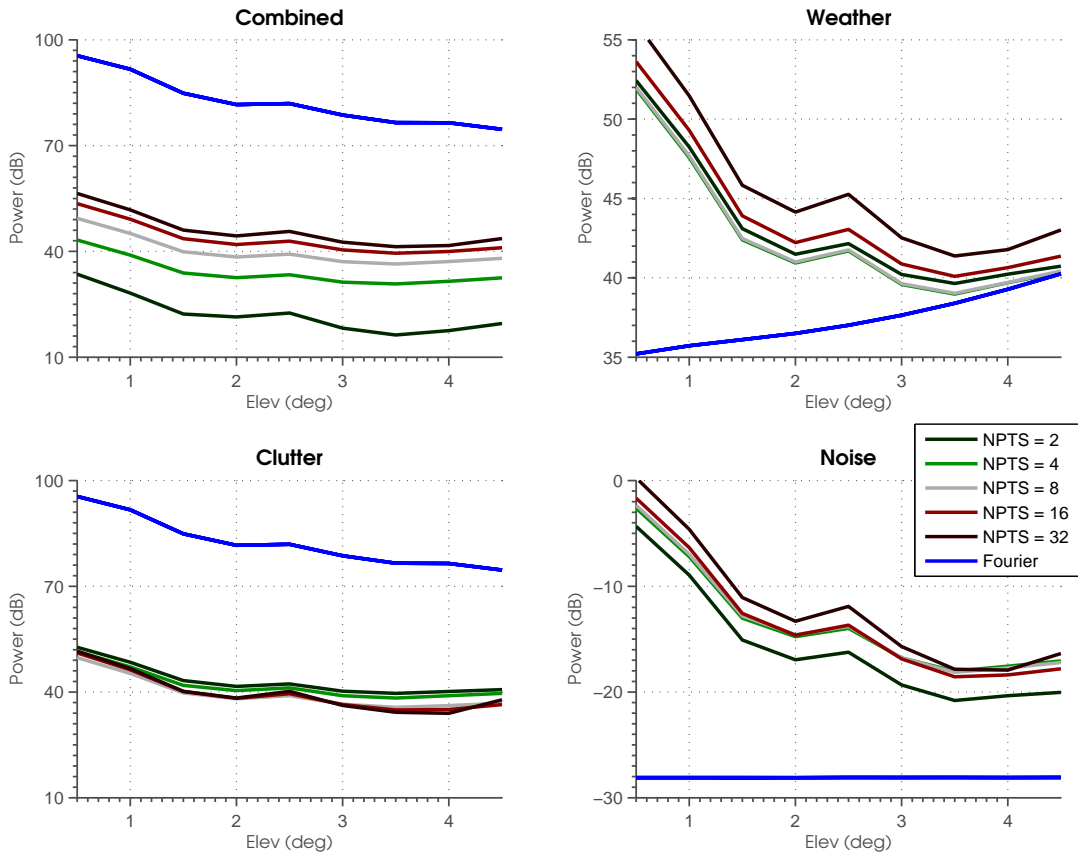 Combined
100
70
40
10
Power (dB)
1 2 3 4
Elev (deg)
Weather
55
50
45
40
35
Power (dB)
1 2 3 4
Elev (deg)
Clutter
100
70
40
10
Power (dB)
1 2 3 4
Elev (deg)
Noise
0
−10
−20
−30
Power (dB)
1 2 3 4
Elev (deg)
NPTS = 2
NPTS = 4
NPTS = 8
NPTS = 16
NPTS = 32
Fourier